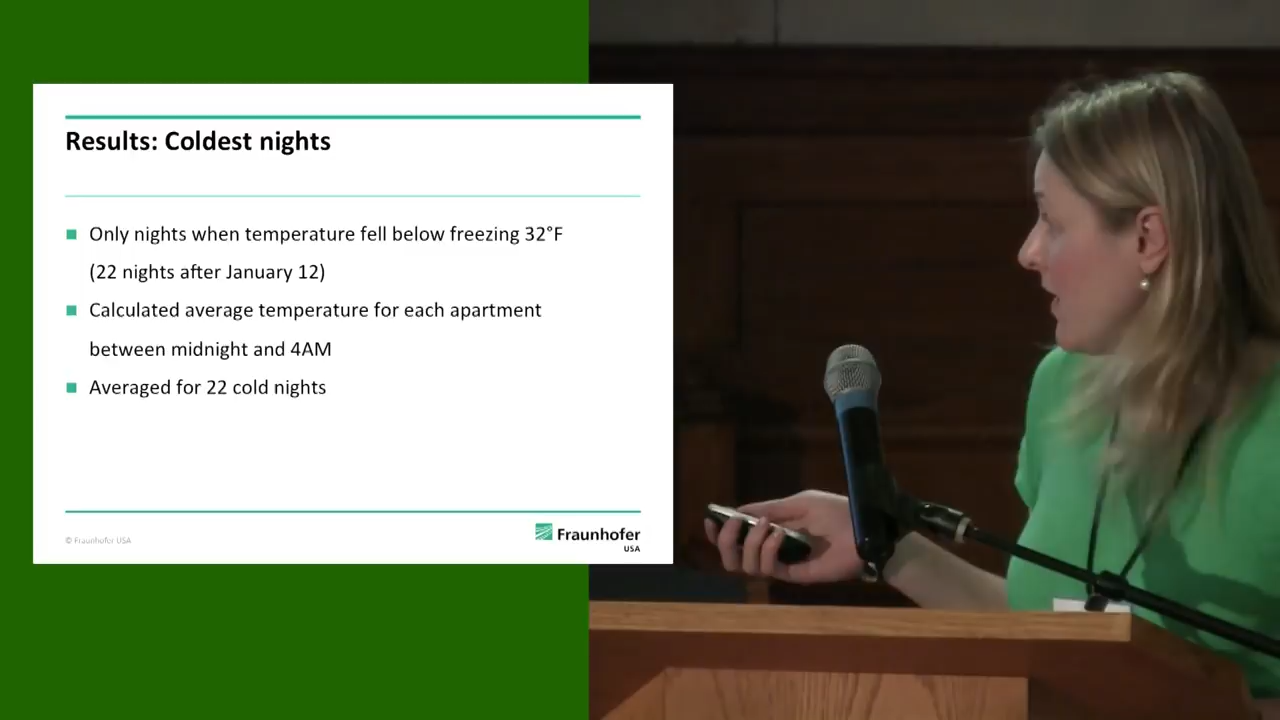 Results: Coldest nights
Only nights when temperature fell below freezing 32°F
(22 nights after January 12)
Calculated average temperature for each apartment
between midnight and 4AM
Averaged for 22 cold nights
© Fraunhofer USA
Fraunhofer
USA